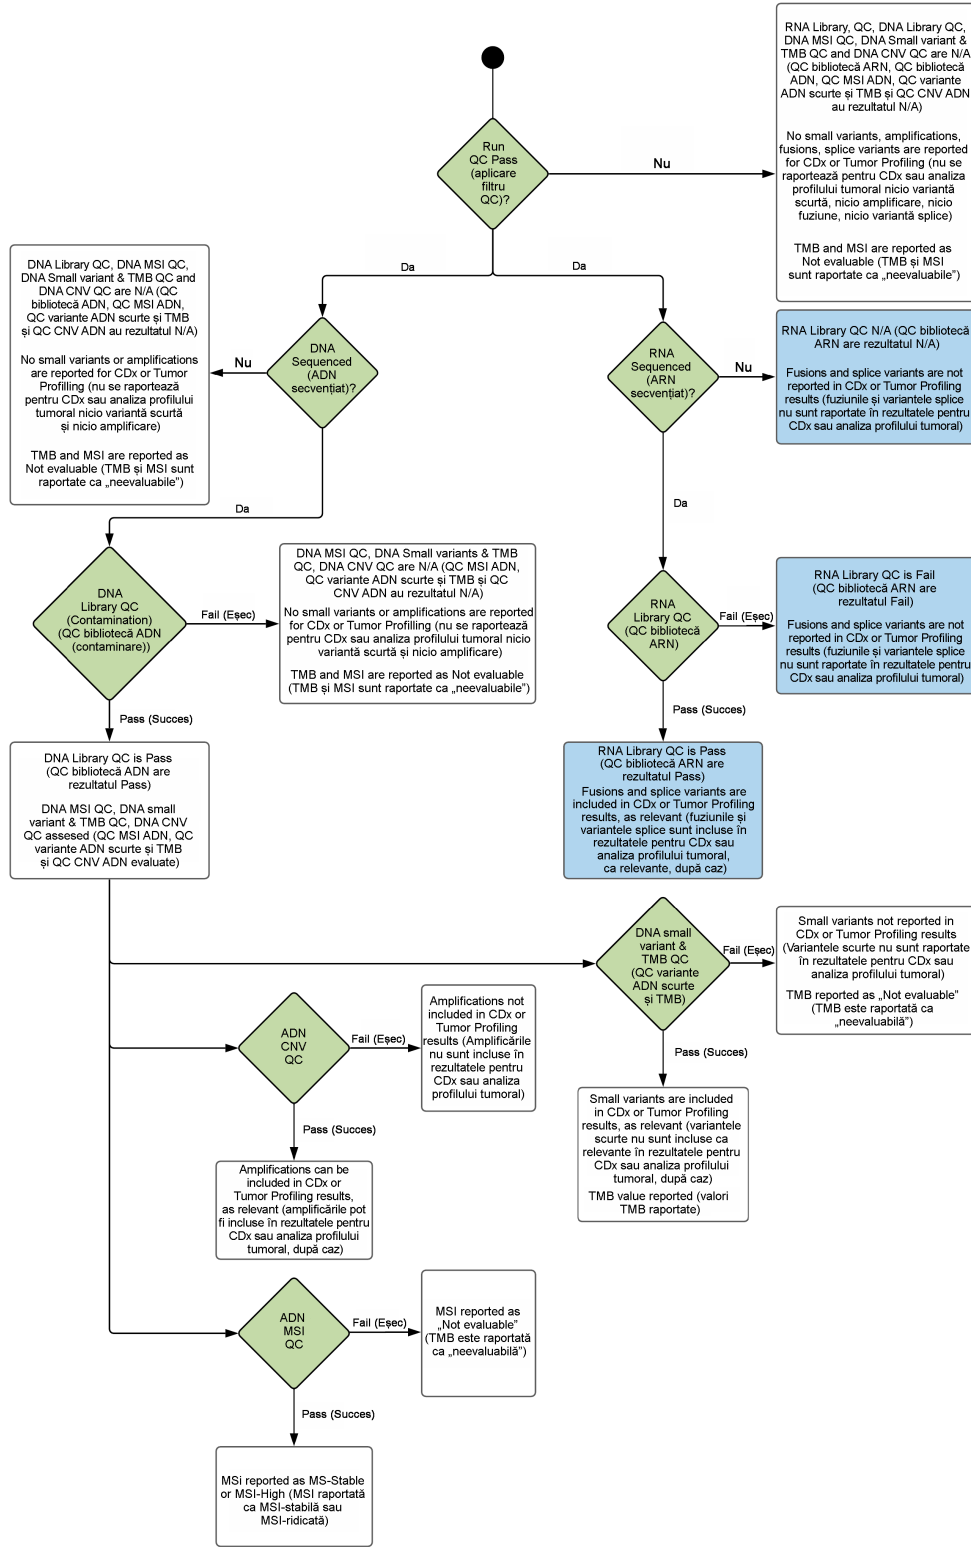 RNA Library, QC, DNA Library QC,
DNA MSI QC, DNA Small variant &
TMB QC and DNA CNV QC are N/A
(QC bibliotecă ARN, QC bibliotecă
ADN, QC MSI ADN, QC variante
ADN scurte și TMB și QC CNV ADN
au rezultatul N/A)
No small variants, amplifications,
fusions, splice variants are reported
for CDx or Tumor Profiling (nu se
raportează pentru CDx sau analiza
profilului tumoral nicio variantă
scurtă, nicio amplificare, nicio
fuziune, nicio variantă splice)
TMB and MSI are reported as
Not evaluable (TMB și MSI
sunt raportate ca „neevaluabile”)
Run
QC Pass
(aplicare
filtru
QC)?
Nu
Da
Da
DNA Library QC, DNA MSI QC,
DNA Small variant & TMB QC and
DNA CNV QC are N/A (QC
bibliotecă ADN, QC MSI ADN,
QC variante ADN scurte și TMB
și QC CNV ADN au rezultatul N/A)
No small variants or amplifications
are reported for CDx or Tumor
Profilling (nu se raportează
pentru CDx sau analiza profilului
tumoral nicio variantă scurtă
și nicio amplificare)
TMB and MSI are reported as
Not evaluable (TMB și MSI sunt
raportate ca „neevaluabile”)
Nu
DNA
Sequenced
(ADN
secvențiat)?
RNA
Sequenced
(ARN
secvențiat)?
Nu
RNA Library QC N/A (QC bibliotecă
ARN are rezultatul N/A)
Fusions and splice variants are not
reported in CDx or Tumor Profiling
results (fuziunile și variantele splice
nu sunt raportate în rezultatele pentru
CDx sau analiza profilului tumoral)
Da
Da
DNA
Library QC
(Contamination)
(QC bibliotecă ADN
(contaminare))
Fail (Eșec)
DNA MSI QC, DNA Small variants & TMB
QC, DNA CNV QC are N/A (QC MSI ADN,
QC variante ADN scurte și TMB și QC
CNV ADN au rezultatul N/A)
No small variants or amplifications are reported
for CDx or Tumor Profilling (nu se raportează
pentru CDx sau analiza profilului tumoral nicio
variantă scurtă și nicio amplificare)
TMB and MSI are reported as Not evaluable
(TMB și MSI sunt raportate ca „neevaluabile”)
RNA
Library QC
(QC bibliotecă
ARN)
Fail (Eșec)
RNA Library QC is Fail
(QC bibliotecă ARN are
rezultatul Fail)
Fusions and splice variants are not
reported in CDx or Tumor Profiling
results (fuziunile și variantele splice
nu sunt raportate în rezultatele pentru
CDx sau analiza profilului tumoral)
Pass (Succes)
Pass (Succes)
DNA Library QC is Pass
(QC bibliotecă ADN are
rezultatul Pass)
DNA MSI QC, DNA small
variant & TMB QC, DNA CNV
QC assesed (QC MSI ADN, QC
variante ADN scurte și TMB
și QC CNV ADN evaluate)
RNA Library QC is Pass
(QC bibliotecă ARN are
rezultatul Pass)
Fusions and splice variants are
included in CDx or Tumor Profiling
results, as relevant (fuziunile și
variantele splice sunt incluse în
rezultatele pentru CDx sau
analiza profilului tumoral,
ca relevante, după caz)
DNA small
variant &
TMB QC
(QC variante
ADN scurte
și TMB)
Fail (Eșec)
Small variants not reported in
CDx or Tumor Profiling results
(Variantele scurte nu sunt raportate
în rezultatele pentru CDx sau
analiza profilului tumoral)
TMB reported as „Not evaluable”
(TMB este raportată ca
„neevaluabilă”)
ADN
CNV
QC
Fail (Eșec)
Amplifications not
included in CDx or
Tumor Profiling
results (Amplificările
nu sunt incluse în
rezultatele pentru
CDx sau analiza
profilului tumoral)
Pass (Succes)
Small variants are included
in CDx or Tumor Profiling
results, as relevant (variantele
scurte nu sunt incluse ca
relevante în rezultatele pentru
CDx sau analiza profilului
tumoral, după caz)
TMB value reported (valori
TMB raportate)
Pass (Succes)
Amplifications can be
included in CDx or
Tumor Profiling results,
as relevant (amplificările pot
fi incluse în rezultatele pentru
CDx sau analiza profilului
tumoral, după caz)
ADN
MSI
QC
Fail (Eșec)
MSI reported as
„Not evaluable”
(TMB este raportată
ca „neevaluabilă”)
Pass (Succes)
MSi reported as MS-Stable
or MSI-High (MSI raportată
ca MSI-stabilă sau
MSI-ridicată)